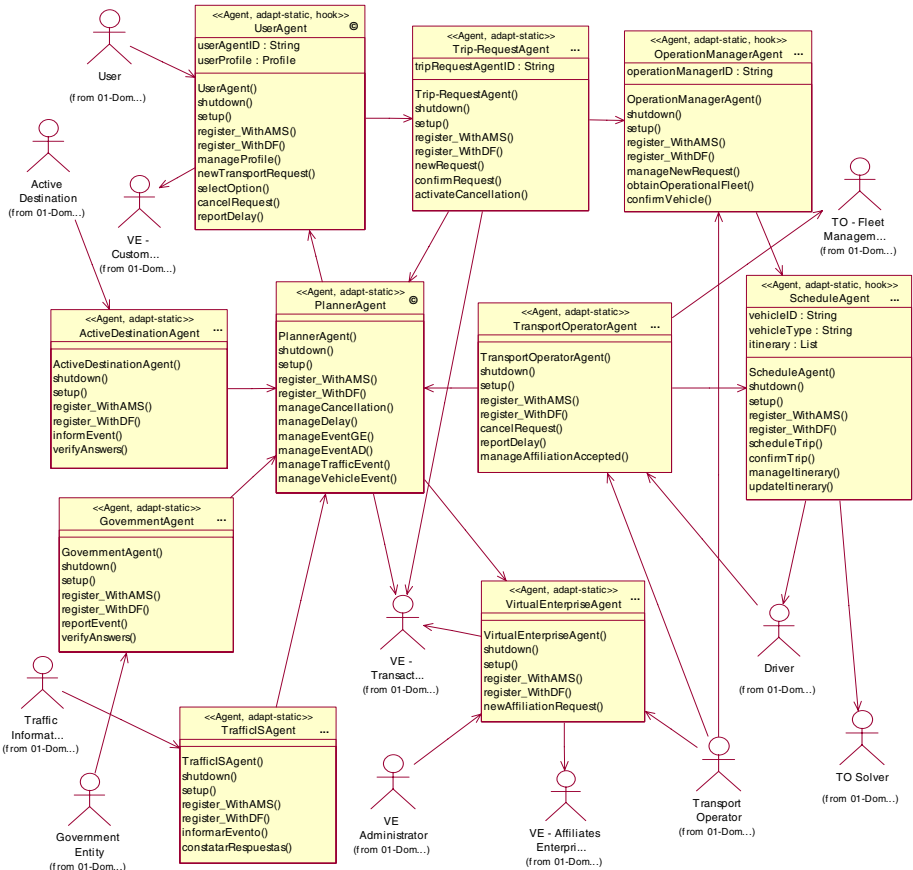 <<Agent, adapt-static, hook>>
UserAgent
©
userAgentID : String
userProfile : Profile
UserAgent()
shutdown()
setup()
register_WithAMS()
register_WithDF()
manageProfile()
newTransportRequest()
selectOption()
cancelRequest()
reportDelay()
<<Agent, adapt-static>>
Trip-RequestAgent
...
tripRequestAgentID : String
Trip-RequestAgent()
shutdown()
setup()
register_WithAMS()
register_WithDF()
newRequest()
confirmRequest()
activateCancellation()
<<Agent, adapt-static, hook>>
OperationManagerAgent
...
operationManagerID : String
OperationManagerAgent()
shutdown()
setup()
register_WithAMS()
register_WithDF()
manageNewRequest()
obtainOperationalFleet()
confirmVehicle()
User
(from 01-Dom...)
Active
Destination
(from 01-Dom...)
VE -
Custom...
(from 01-Dom...)
TO - Fleet
Managem...
(from 01-Dom...)
<<Agent, adapt-static>>
ActiveDestinationAgent
...
ActiveDestinationAgent()
shutdown()
setup()
register_WithAMS()
register_WithDF()
informEvent()
verifyAnswers()
<<Agent, adapt-static>>
PlannerAgent
©
PlannerAgent()
shutdown()
setup()
register_WithAMS()
register_WithDF()
manageCancellation()
manageDelay()
manageEventGE()
manageEventAD()
manageTrafficEvent()
manageVehicleEvent()
<<Agent, adapt-static>>
TransportOperatorAgent
...
TransportOperatorAgent()
shutdown()
setup()
register_WithAMS()
register_WithDF()
cancelRequest()
reportDelay()
manageAffiliationAccepted()
<<Agent, adapt-static, hook>>
ScheduleAgent
...
vehicleID : String
vehicleType : String
itinerary : List
ScheduleAgent()
shutdown()
setup()
register_WithAMS()
register_WithDF()
scheduleTrip()
confirmTrip()
manageItinerary()
updateItinerary()
<<Agent, adapt-static>>
GovernmentAgent
...
GovernmentAgent()
shutdown()
setup()
register_WithAMS()
register_WithDF()
reportEvent()
verifyAnswers()
<<Agent, adapt-static>>
VirtualEnterpriseAgent
...
VirtualEnterpriseAgent()
shutdown()
setup()
register_WithAMS()
register_WithDF()
newAffiliationRequest()
VE -
Transact...
(from 01-Dom...)
Driver
(from 01-Dom...)
Traffic
Informat...
(from 01-Dom...)
<<Agent, adapt-static>>
TrafficISAgent
...
TrafficISAgent()
shutdown()
setup()
register_WithAMS()
register_WithDF()
informarEvento()
constatarRespuestas()
Government
Entity
(from 01-Dom...)
VE
Administrator
(from 01-Dom...)
VE - Affiliates
Enterpri...
(from 01-Dom...)
Transport
Operator
(from 01-Dom...)
TO Solver
(from 01-Dom...)